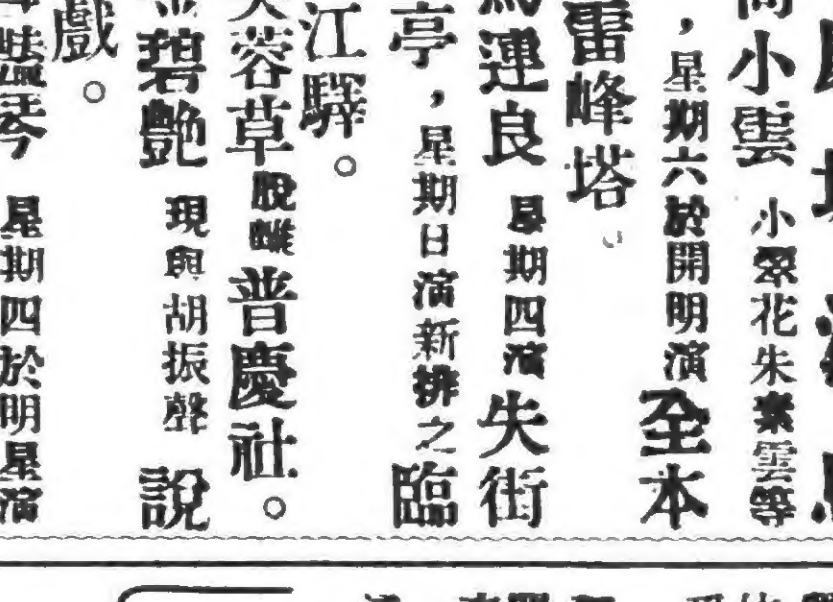 小雲 小翠花朱素雲等
，星期六於開明演全本
雷峰塔。
馬連良 星期四演失街
亭，星期日演新排之臨
江驛。
芙蓉草脫離普慶社。
碧艷 現與胡振聲 說
戲。
琴 星期四於明星演